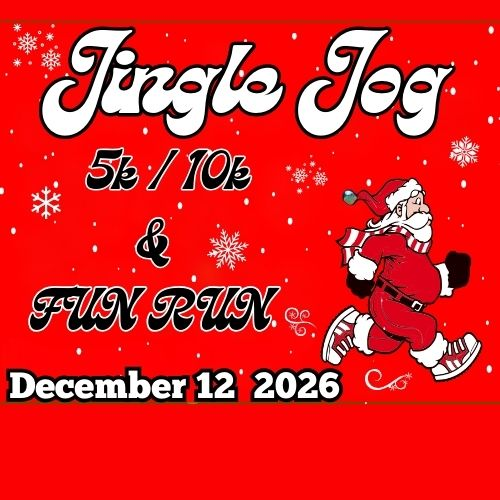 Jingle Jog
5k / 10k
&
FUN RUN
December 12 2026